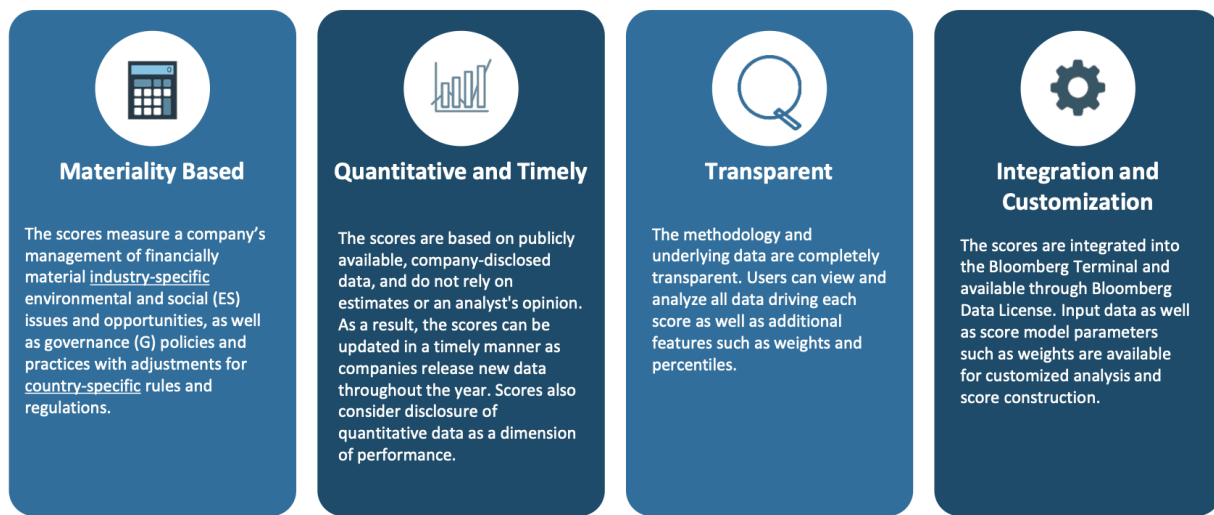 0
Materiality Based
The scores measure a company's
management of financially
material industry-specific
environmental and social (ES)
issues and opportunities, as well
as governance (G) policies and
practices with adjustments for
country-specific rules and
regulations.
Quantitative and Timely
The scores are based on publicly
available, company-disclosed
data, and do not rely on
estimates or an analyst's opinion.
As a result, the scores can be
updated in a timely manner as
companies release new data
throughout the year. Scores also
consider disclosure of
quantitative data as a dimension
of performance.
Transparent
The methodology and
underlying data are completely
transparent. Users can view and
analyze all data driving each
score as well as additional
features such as weights and
percentiles.
Integration and
Customization
The scores are integrated into
the Bloomberg Terminal and
available through Bloomberg
Data License. Input data as well
as score model parameters
such as weights are available
for customized analysis and
score construction.